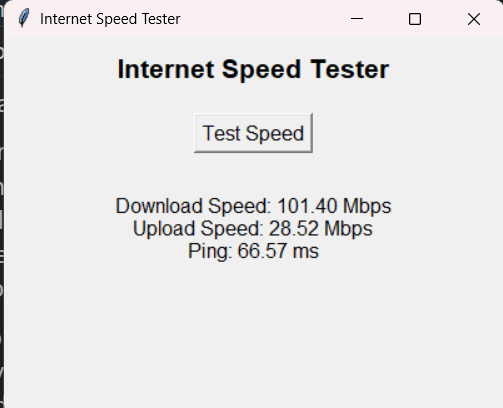 Internet Speed Tester
Internet Speed Tester
Test Speed
Download Speed: 101.40 Mbps
Upload Speed: 28.52 Mbps
Ping: 66.57 ms